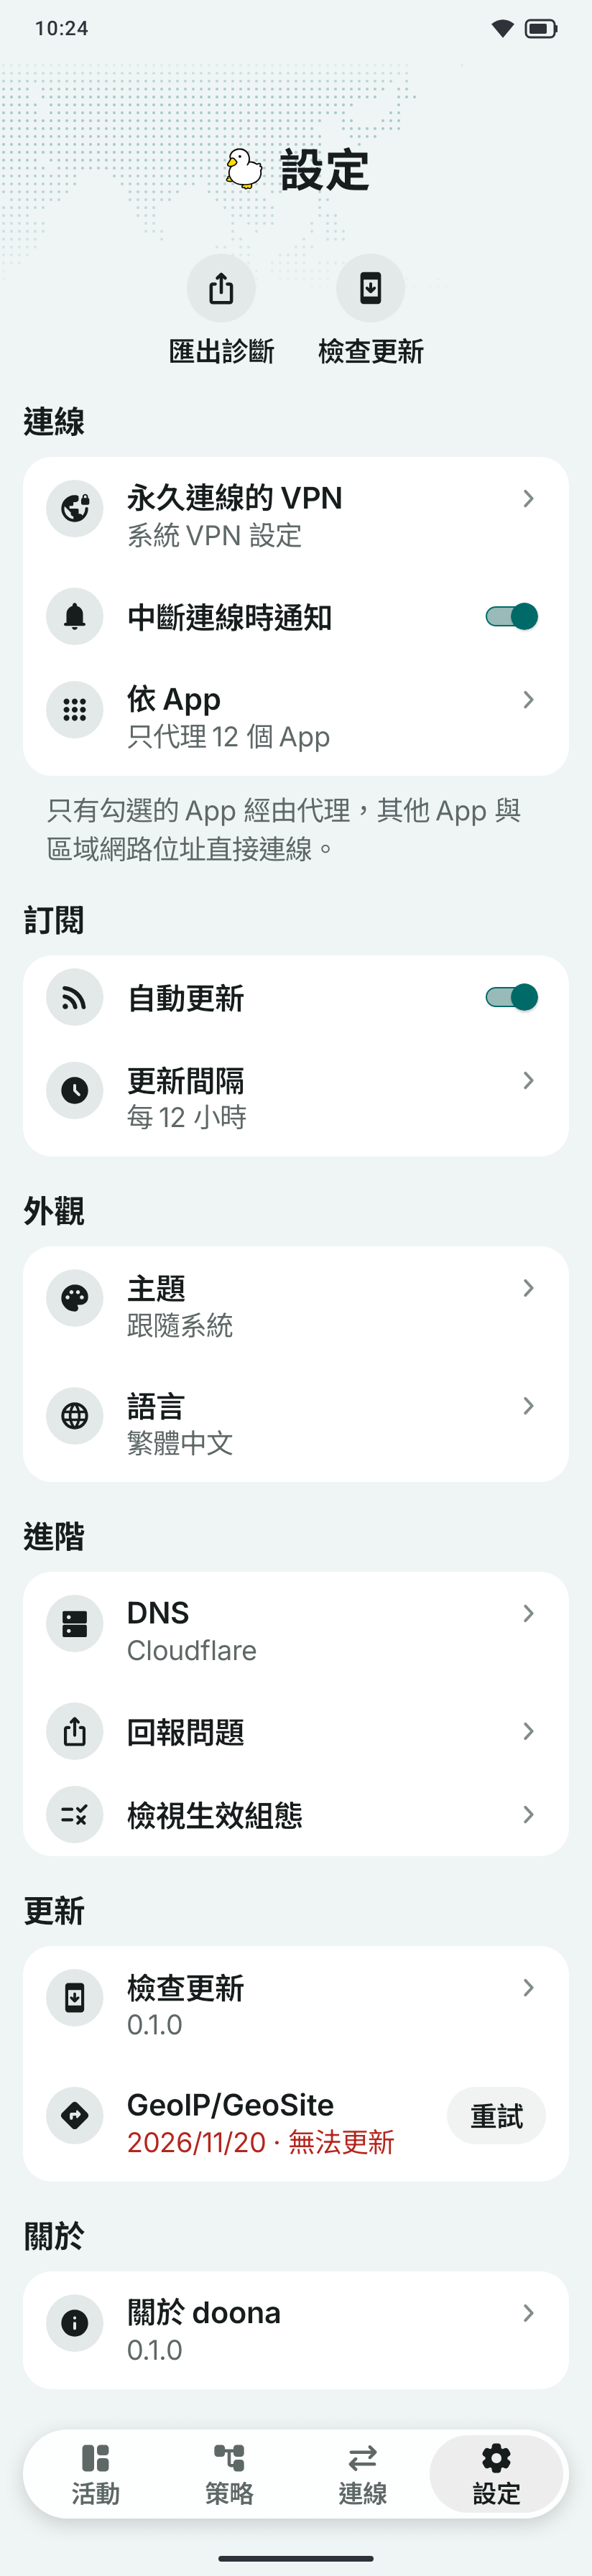 10:24
設定
匯出診斷
檢查更新
連線
永久連線的 VPN
系統 VPN 設定
中斷連線時通知
依 App
只代理 12 個 App
只有勾選的 App 經由代理，其他 App 與
區域網路位址直接連線。
訂閱
自動更新
更新間隔
每 12 小時
外觀
主題
跟隨系統
語言
繁體中文
進階
DNS
Cloudflare
回報問題
檢視生效組態
更新
檢查更新
0.1.0
GeoIP/GeoSite
2026/11/20 · 無法更新
重試
關於
關於 doona
0.1.0
活動
策略
連線
設定